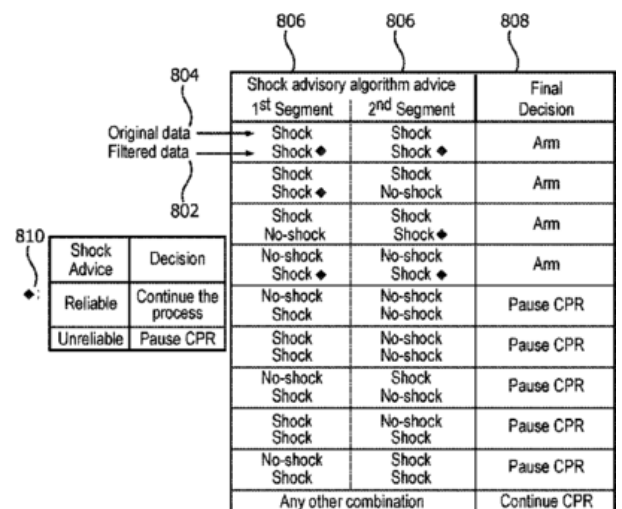 806
806
808
804
Shock advisory algorithm advice
Final
Decision
1st Segment
2nd Segment
Original data
Filtered data
Shock
Shock
Shock ◆
Shock ◆
Arm
802
Shock
Shock
Shock ◆
No-shock
Arm
Shock
Shock
No-shock
Shock ◆
Arm
810
◆:
Shock
Advice
Decision
Reliable
Continue the
process
Unreliable
Pause CPR
No-shock
No-shock
Shock ◆
Shock ◆
Arm
No-shock
No-shock
Shock
No-shock
Pause CPR
Shock
No-shock
Shock
No-shock
Pause CPR
No-shock
Shock
Shock
No-shock
Pause CPR
Shock
No-shock
Shock
Shock
Pause CPR
No-shock
Shock
Shock
Shock
Pause CPR
Any other combination
Continue CPR